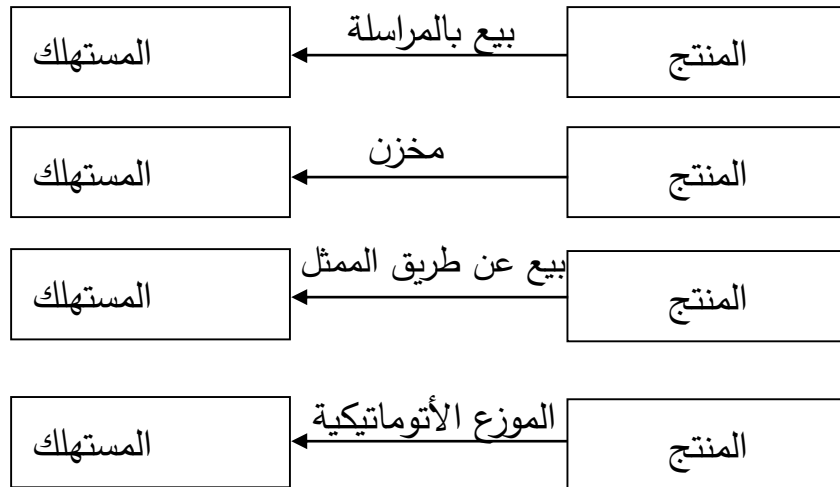 المنتج
بيع بالمراسلة
المستهلك
المنتج
مخزن
المستهلك
المنتج
بيع عن طريق الممثل
المستهلك
المنتج
الموزع الأتوماتيكية
المستهلك